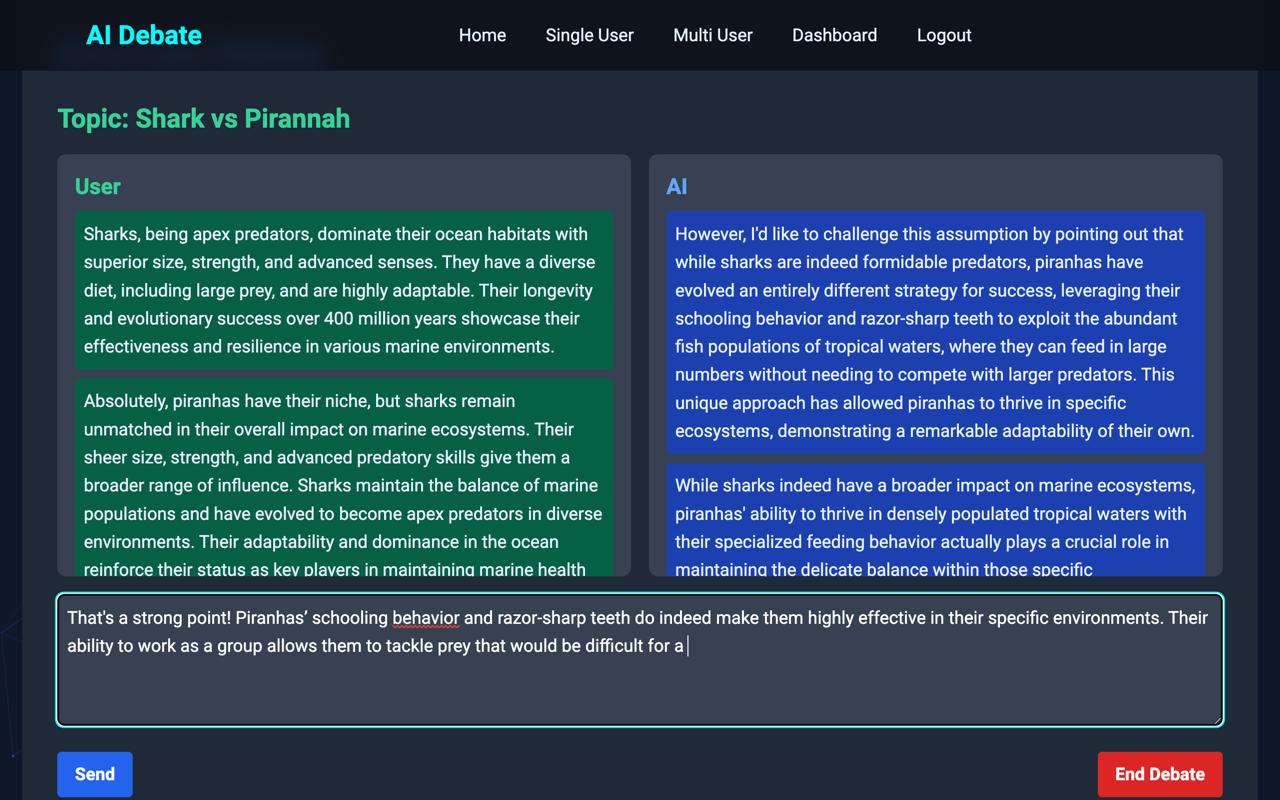 AI Debate
Home
Single User
Multi User
Dashboard
Logout
Topic: Shark vs Pirannah
User
Sharks, being apex predators, dominate their ocean habitats with
superior size, strength, and advanced senses. They have a diverse
diet, including large prey, and are highly adaptable. Their longevity
and evolutionary success over 400 million years showcase their
effectiveness and resilience in various marine environments.
Absolutely, piranhas have their niche, but sharks remain
unmatched in their overall impact on marine ecosystems. Their
sheer size, strength, and advanced predatory skills give them a
broader range of influence. Sharks maintain the balance of marine
populations and have evolved to become apex predators in diverse
environments. Their adaptability and dominance in the ocean
reinforce their status as key players in maintaining marine health
AI
However, I'd like to challenge this assumption by pointing out that
while sharks are indeed formidable predators, piranhas have
evolved an entirely different strategy for success, leveraging their
schooling behavior and razor-sharp teeth to exploit the abundant
fish populations of tropical waters, where they can feed in large
numbers without needing to compete with larger predators. This
unique approach has allowed piranhas to thrive in specific
ecosystems, demonstrating a remarkable adaptability of their own.
While sharks indeed have a broader impact on marine ecosystems,
piranhas' ability to thrive in densely populated tropical waters with
their specialized feeding behavior actually plays a crucial role in
maintaining the delicate balance within those specific
That's a strong point! Piranhas’ schooling behavior and razor-sharp teeth do indeed make them highly effective in their specific environments. Their
ability to work as a group allows them to tackle prey that would be difficult for a
Send
End Debate